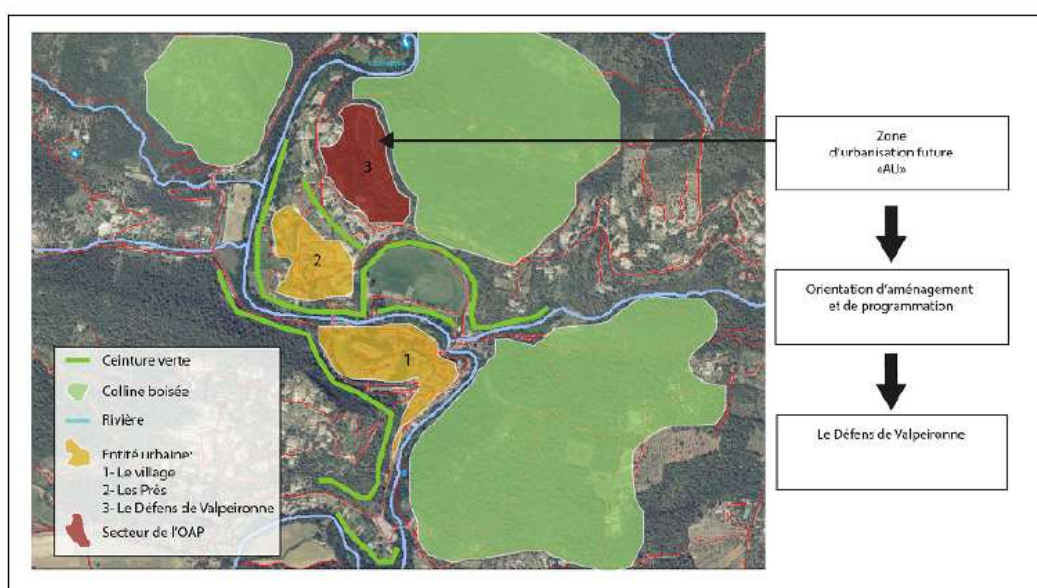 3
2
1
Ceinture verte
Colline boisée
Rivière
Entité urbaine:
1- Le village
2- Les Près
3- Le Défens de Valpeironne
Secteur de l'OAP
Zone
d'urbanisation future
«AU»
Orientation d'aménagement
et de programmation
Le Défens de Valpeironne